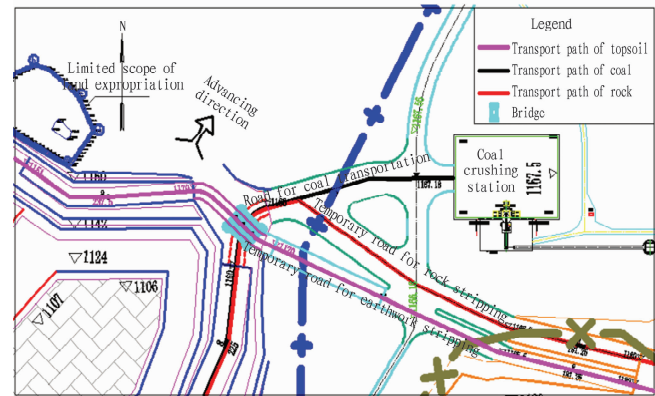 N
Legend
Transport path of topsoil
Transport path of coal
Transport path of rock
Bridge
Limited scope of
land expropriation
Advancing
direction
Road for coal transportation
Coal
crushing
station
1167.5
1167.18
Temporary road for rock stripping
Temporary road for earthwork stripping
1160
1142
1124
1106
1107